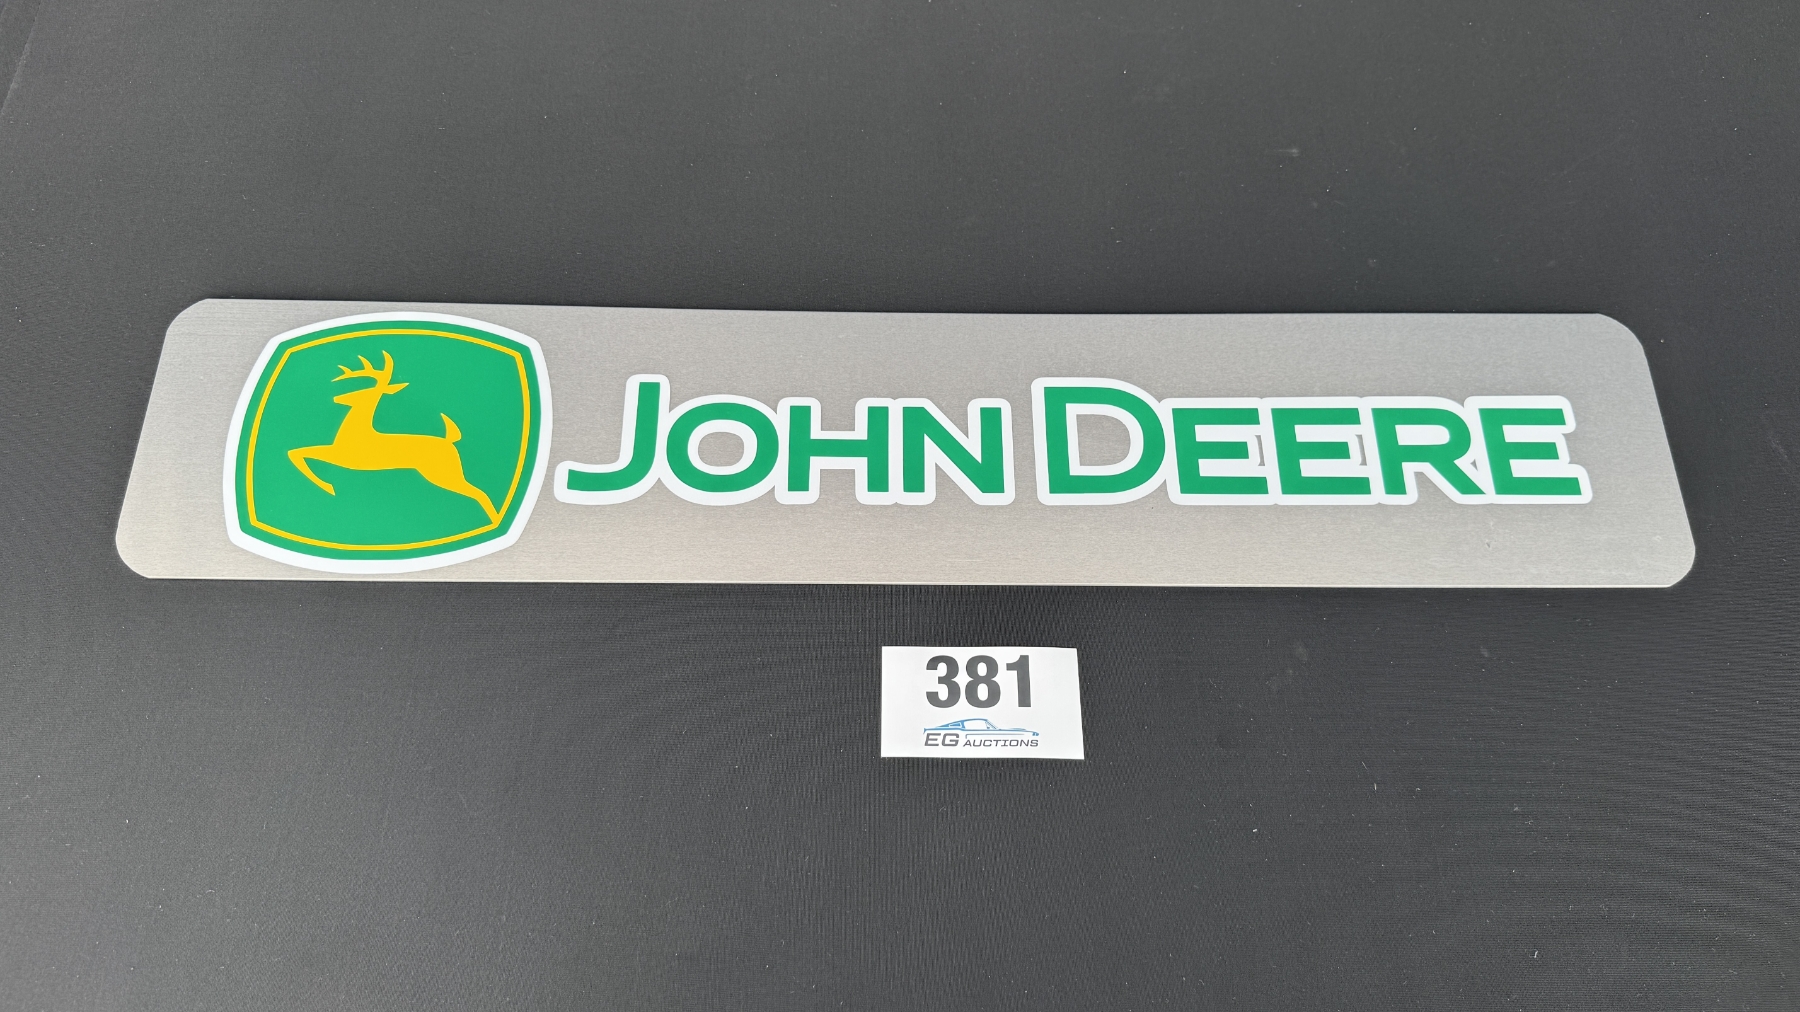 JOHN DEERE
381
EG AUCTIONS